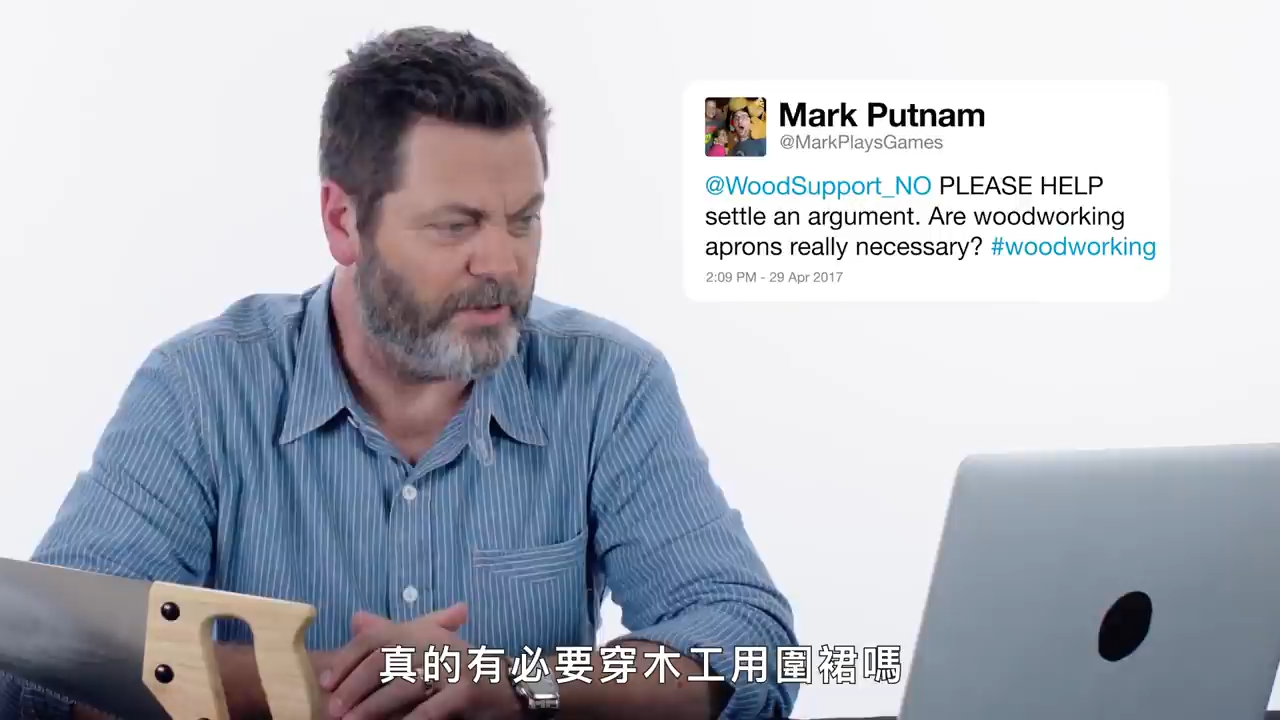 Mark Putnam
@MarkPlaysGames
@WoodSupport_NO PLEASE HELP
settle an argument. Are woodworking
aprons really necessary? #woodworking
2:09 PM - 29 Apr 2017
真的有必要穿木工用圍裙嗎